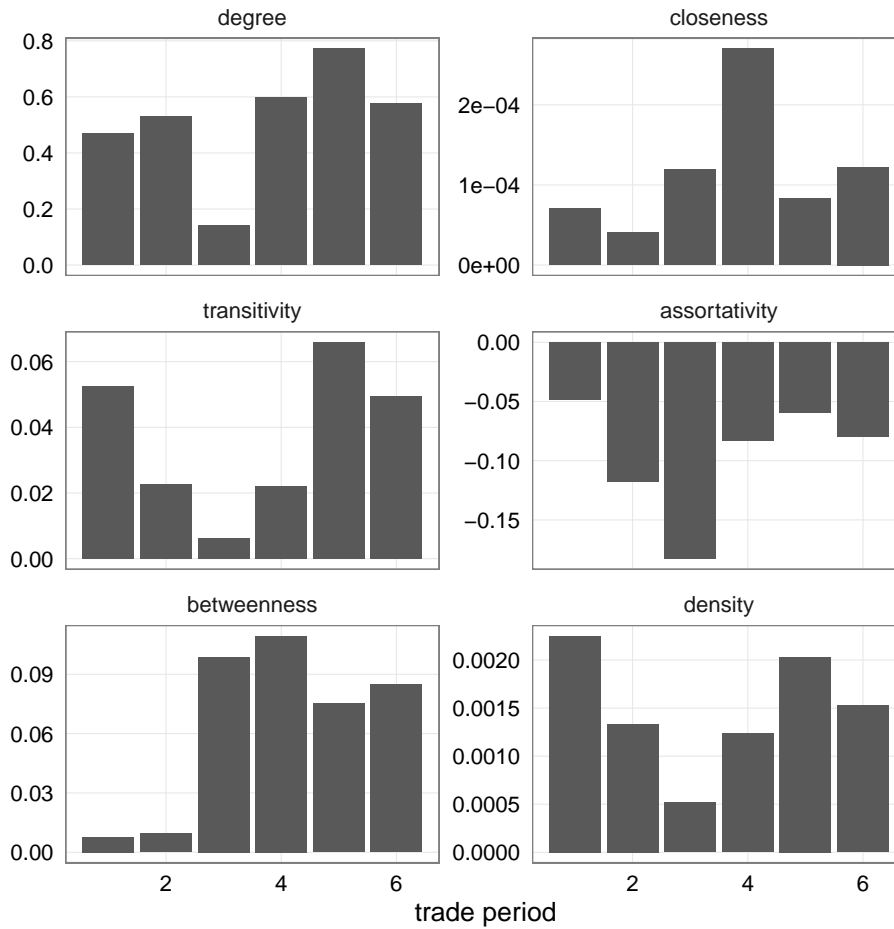 degree
closeness
0.8
0.6
0.4
0.2
0.0
2e−04
1e−04
0e+00
transitivity
assortativity
0.06
0.04
0.02
0.00
0.00
−0.05
−0.10
−0.15
betweenness
density
0.09
0.06
0.03
0.00
0.0020
0.0015
0.0010
0.0005
0.0000
2 4 6
2 4 6
trade period